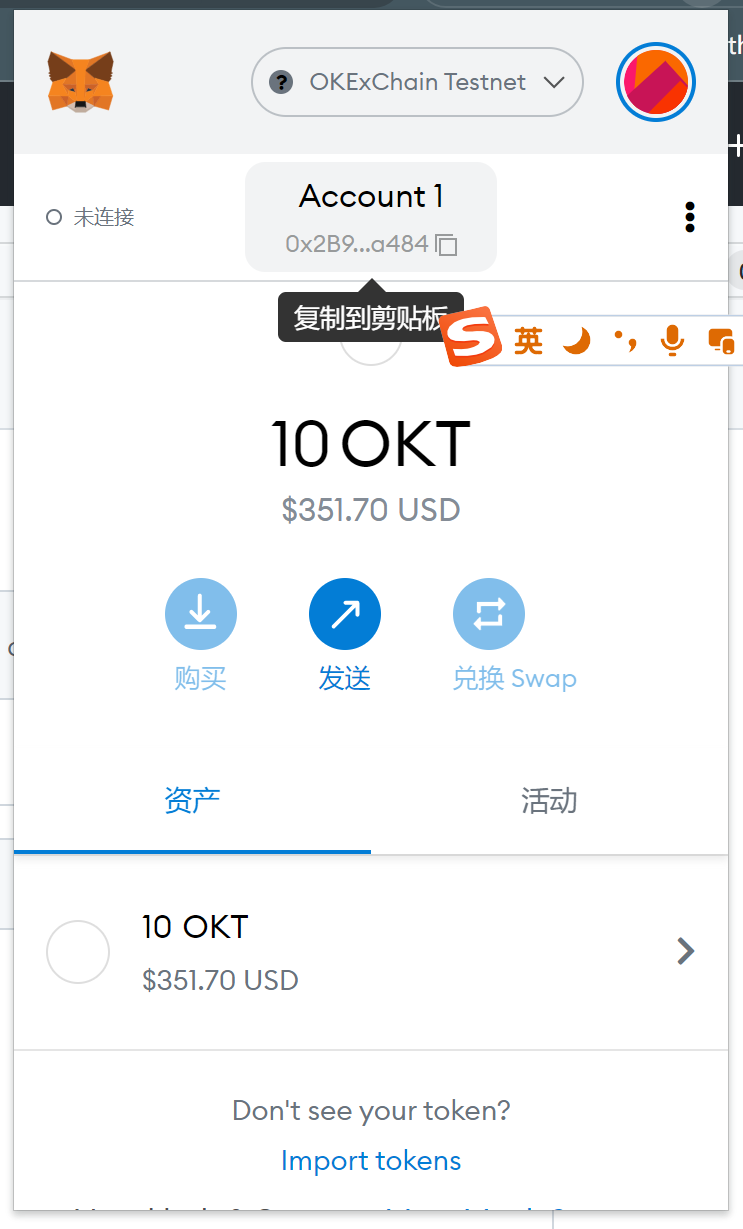 OKExChain Testnet
未连接
Account 1
0x2B9...a484
复制到剪贴板
英
10 OKT
$351.70 USD
购买
发送
兑换 Swap
资产
活动
10 OKT
$351.70 USD
Don't see your token?
Import tokens